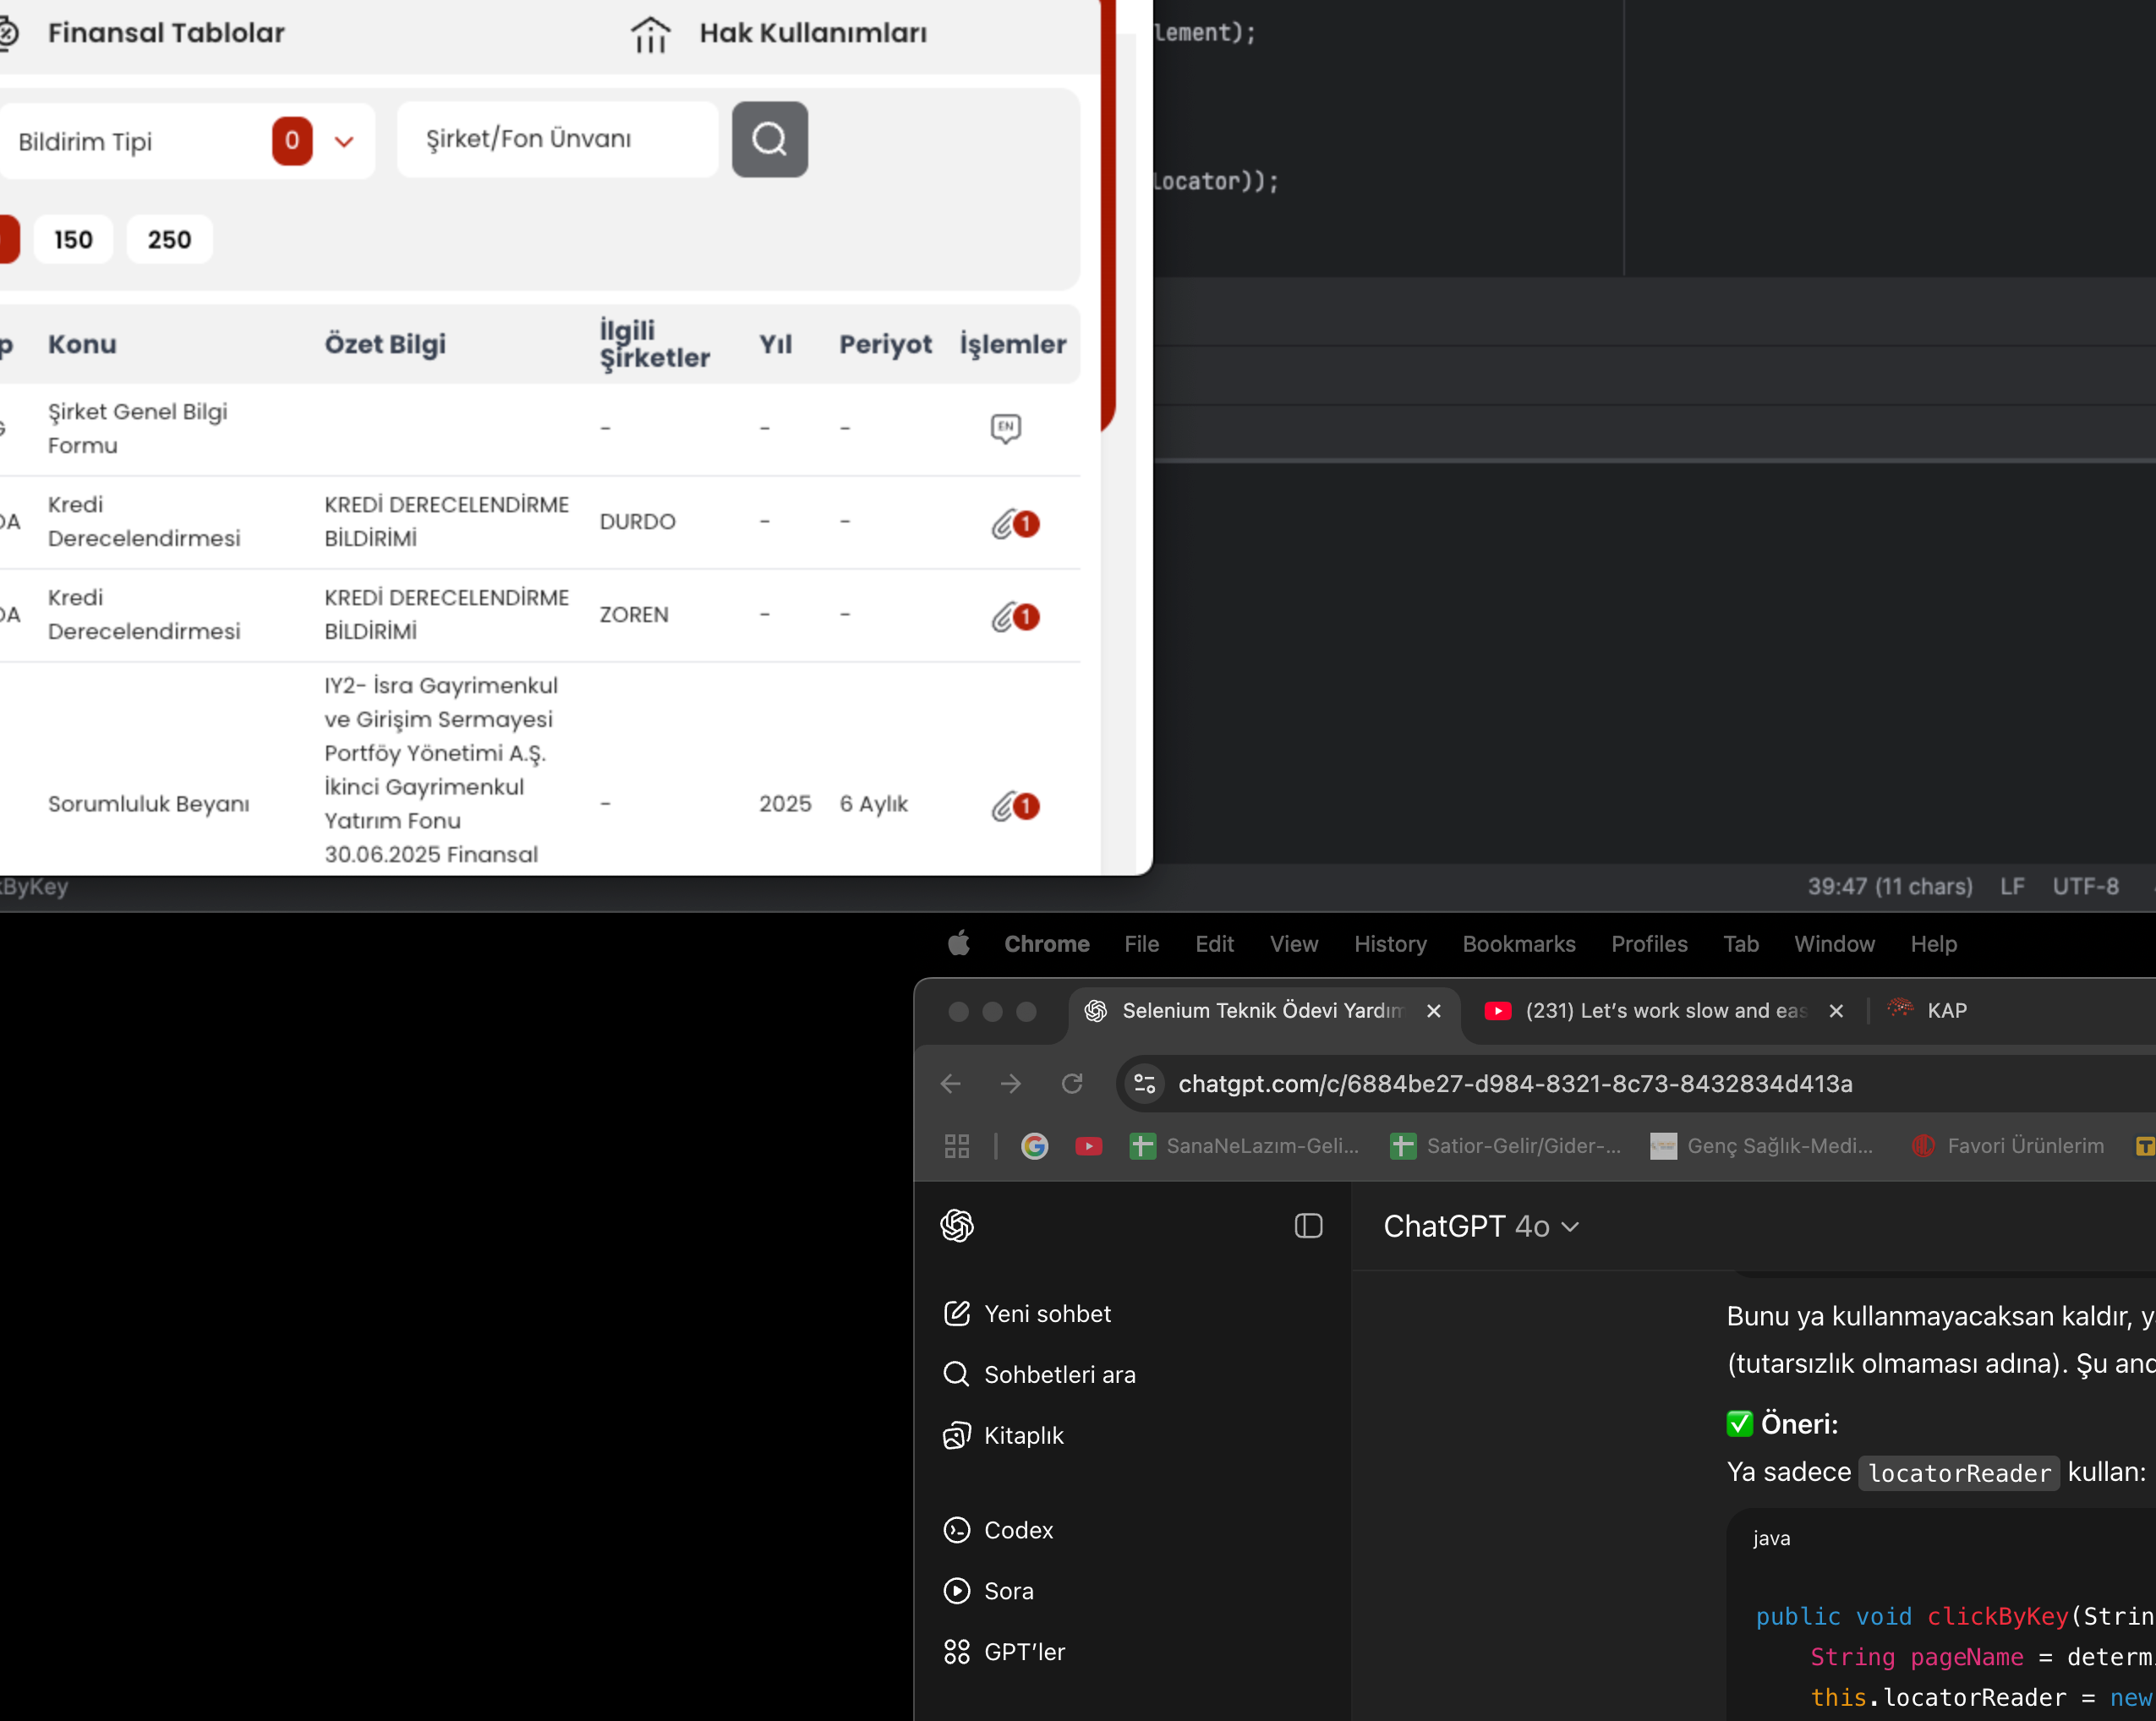 Finansal Tablolar
Hak Kullanımları
lement);
locator));
Bildirim Tipi
0
Şirket/Fon Ünvanı
150
250
Konu
Özet Bilgi
İlgili Şirketler
Yıl
Periyot
İşlemler
Şirket Genel Bilgi
Formu
-
-
-
EN
Kredi
Derecelendirmesi
KREDİ DERECELENDİRME
BİLDİRİMİ
DURDO
-
-
1
Kredi
Derecelendirmesi
KREDİ DERECELENDİRME
BİLDİRİMİ
ZOREN
-
-
1
Sorumluluk Beyanı
IY2- İsra Gayrimenkul
ve Girişim Sermayesi
Portföy Yönetimi A.Ş.
İkinci Gayrimenkul
Yatırım Fonu
30.06.2025 Finansal
-
2025
6 Aylık
1
ByKey
39:47 (11 chars)
LF
UTF-8
Chrome File Edit View History Bookmarks Profiles Tab Window Help
Selenium Teknik Ödevi Yardım
(231) Let's work slow and eas
KAP
chatgpt.com/c/6884be27-d984-8321-8c73-8432834d413a
SanaNeLazım-Geli...
Satior-Gelir/Gider-...
Genç Sağlık-Medi...
Favori Ürünlerim
ChatGPT 4o
Yeni sohbet
Sohbetleri ara
Kitaplık
Codex
Sora
GPT'ler
Bunu ya kullanmayacaksan kaldır, y
(tutarsızlık olmaması adına). Şu and
✅ Öneri:
Ya sadece locatorReader kullan:
java
public void clickByKey(Strin
String pageName = determ
this.locatorReader = new